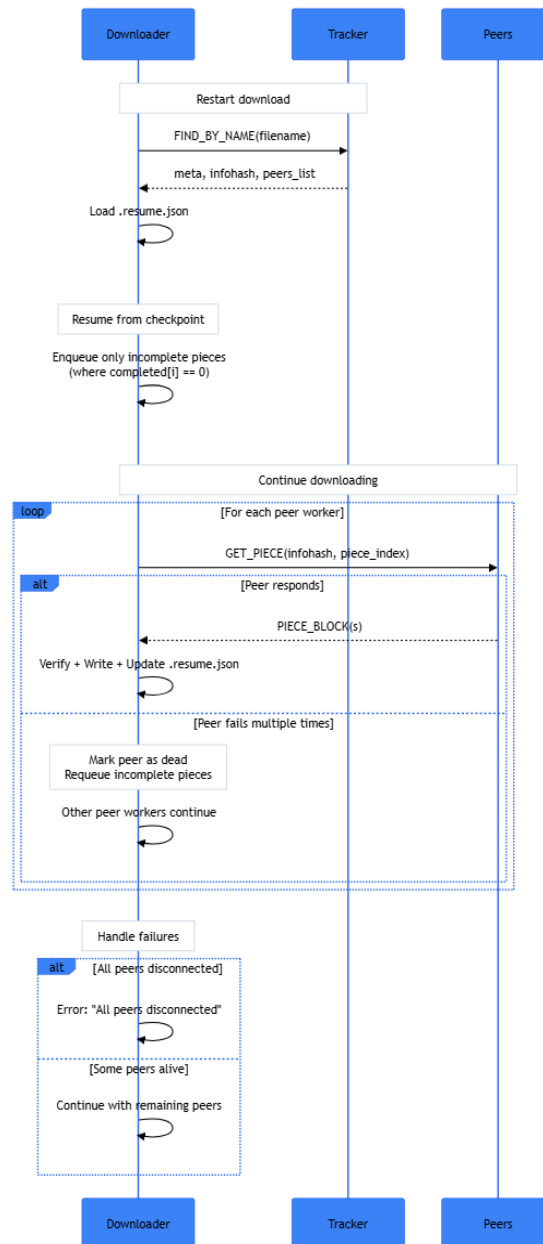 Downloader
Tracker
Peers
Restart download
FIND_BY_NAME(filename)
meta, infohash, peers_list
Load .resume.json
Resume from checkpoint
Enqueue only incomplete pieces
(where completed[i] == 0)
Continue downloading
loop
[For each peer worker]
GET_PIECE(infohash, piece_index)
alt
[Peer responds]
PIECE_BLOCK(s)
Verify + Write + Update .resume.json
[Peer fails multiple times]
Mark peer as dead
Requeue incomplete pieces
Other peer workers continue
Handle failures
alt
[All peers disconnected]
Error: "All peers disconnected"
[Some peers alive]
Continue with remaining peers
Downloader
Tracker
Peers